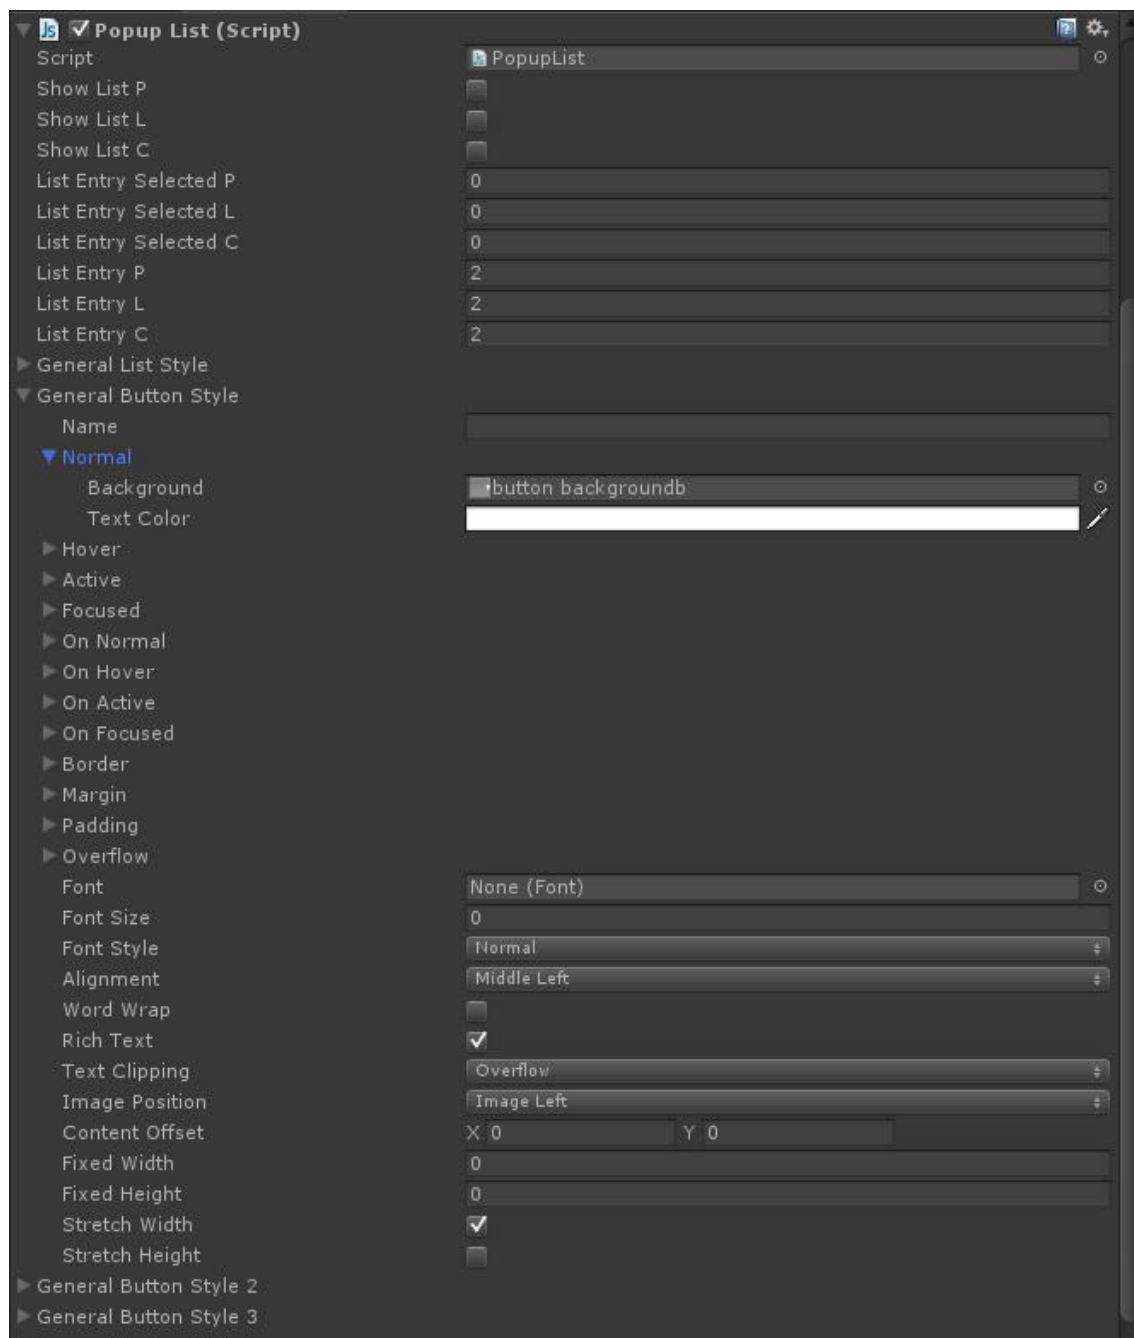 Js Popup List (Script)
Script PopupList
Show List P
Show List L
Show List C
List Entry Selected P 0
List Entry Selected L 0
List Entry Selected C 0
List Entry P 2
List Entry L 2
List Entry C 2
General List Style
General Button Style
Name
Normal
Background button backgroundb
Text Color
Hover
Active
Focused
On Normal
On Hover
On Active
On Focused
Border
Margin
Padding
Overflow
Font None (Font)
Font Size 0
Font Style Normal
Alignment Middle Left
Word Wrap
Rich Text
Text Clipping Overflow
Image Position Image Left
Content Offset X 0 Y 0
Fixed Width 0
Fixed Height 0
Stretch Width
Stretch Height
General Button Style 2
General Button Style 3